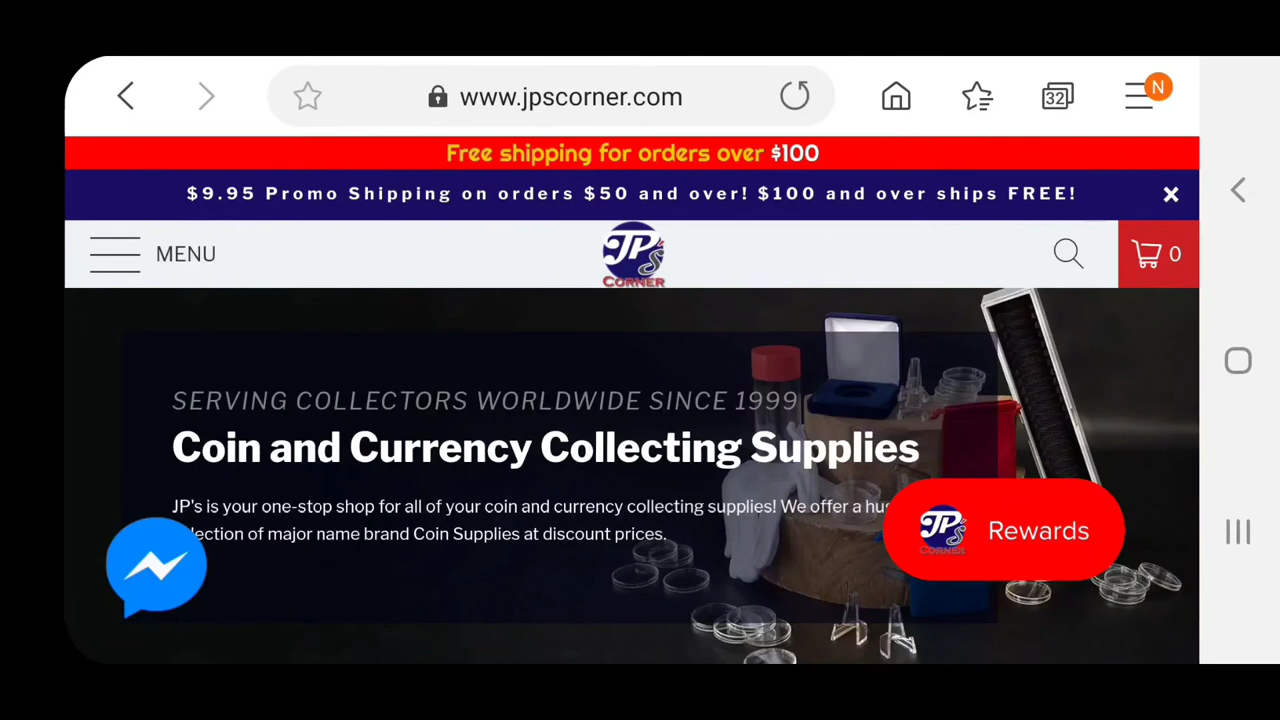 www.jpscorner.com
32
N
Free shipping for orders over $100
$9.95 Promo Shipping on orders $50 and over! $100 and over ships FREE!
MENU
JP's
CORNER
0
SERVING COLLECTORS WORLDWIDE SINCE 1999
Coin and Currency Collecting Supplies
JP's is your one-stop shop for all of your coin and currency collecting supplies! We offer a
of major name brand Coin Supplies at discount prices.
JP's
CORNER
Rewards